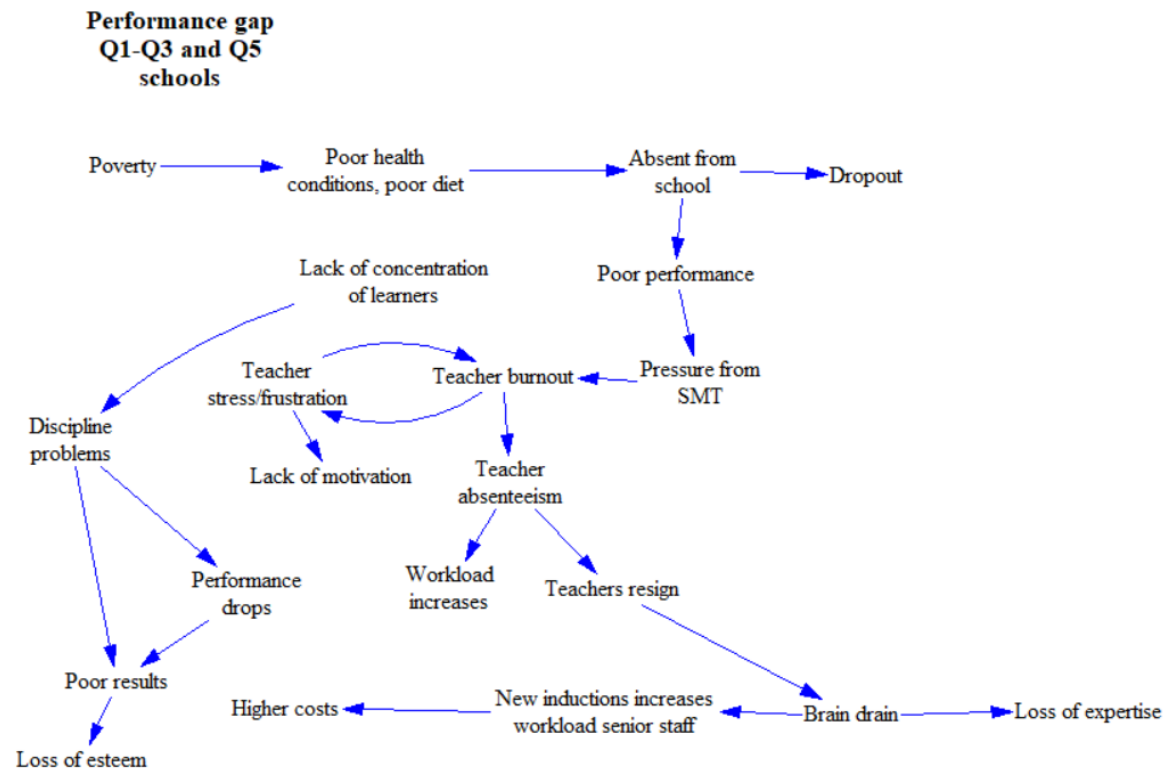 Performance gap
Q1-Q3 and Q5
schools
Poverty
Poor health
conditions, poor diet
Absent from
school
Dropout
Lack of concentration
of learners
Poor performance
Teacher
stress/frustration
Teacher burnout
Pressure from
SMT
Discipline
problems
Lack of motivation
Teacher
absenteeism
Performance
drops
Workload
increases
Teachers resign
Poor results
Higher costs
New inductions increases
workload senior staff
Brain drain
Loss of expertise
Loss of esteem